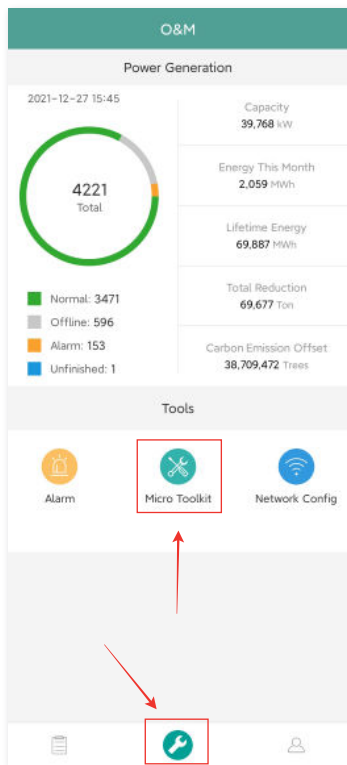 O&M
Power Generation
2021-12-27 15:45
4221
Total
Normal: 3471
Offline: 596
Alarm: 153
Unfinished: 1
Capacity
39,768 kW
Energy This Month
2,059 MWh
Lifetime Energy
69,887 MWh
Total Reduction
69,677 Ton
Carbon Emission Offset
38,709,472 Trees
Tools
Alarm
Micro Toolkit
Network Config